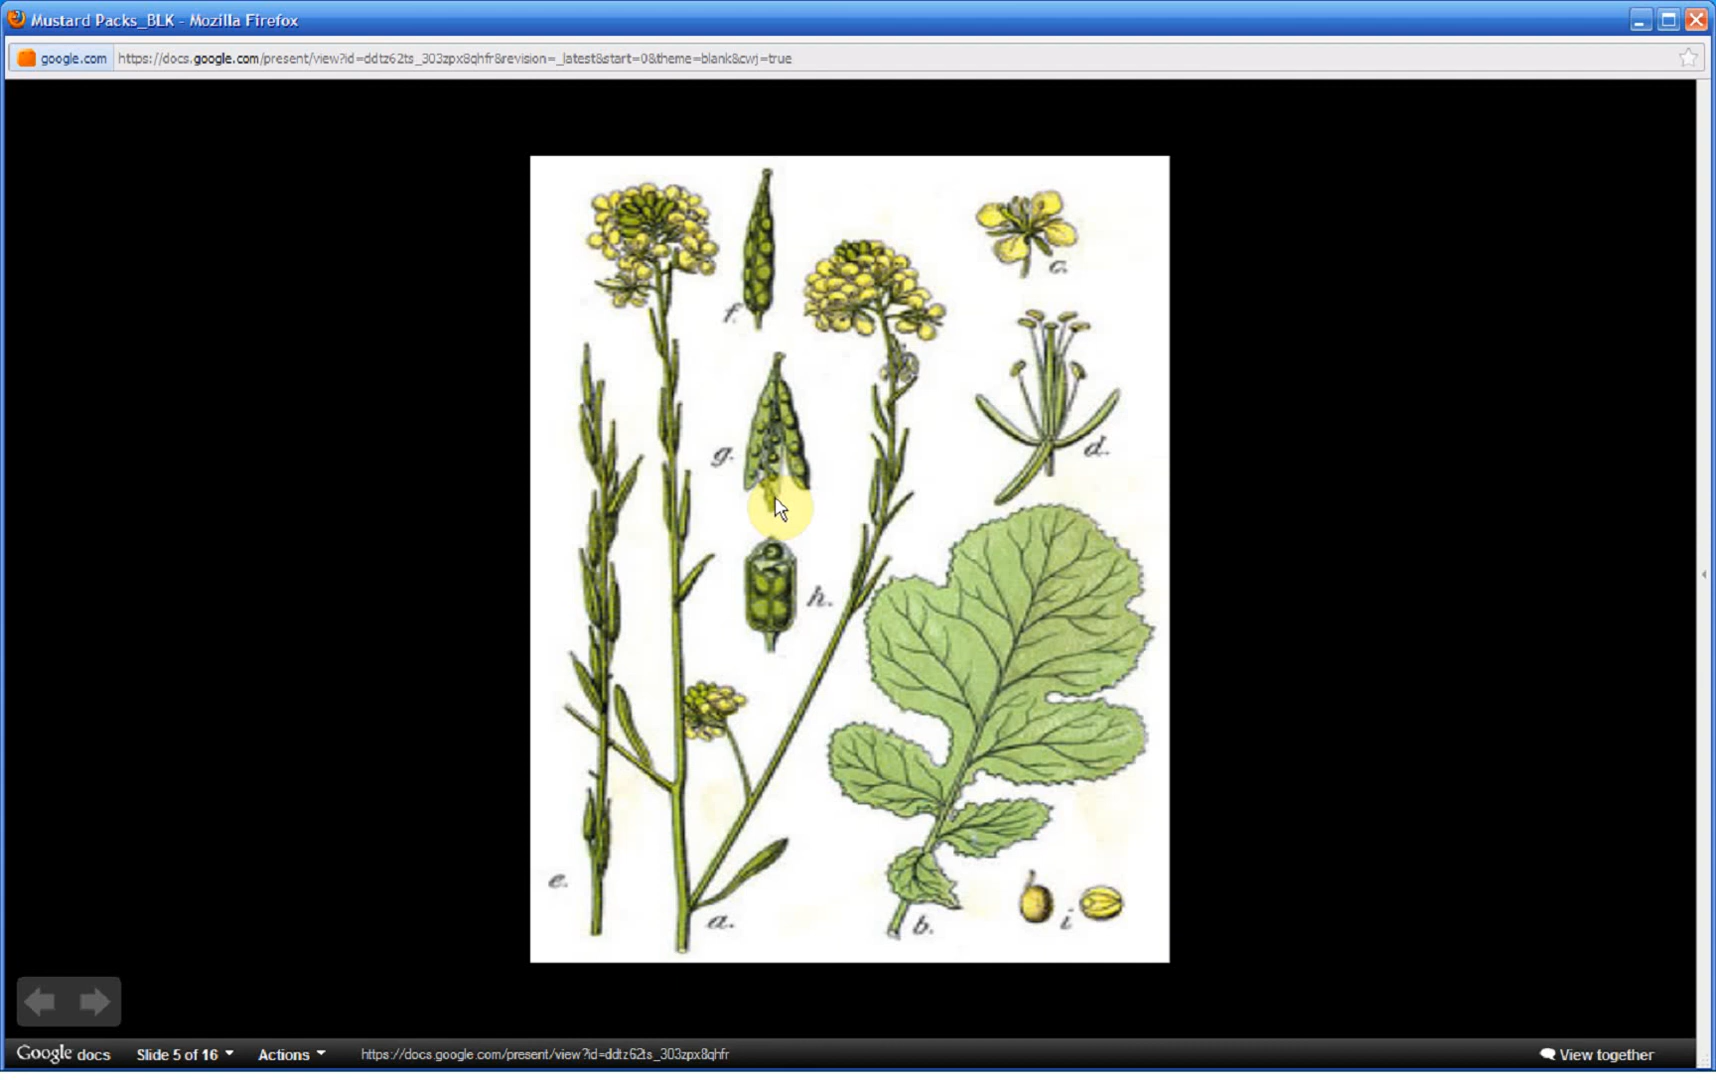 Mustard Packs_BLK - Mozilla Firefox
google.com https://docs.google.com/present/view?id=ddtz62ts_303zpx8qhfr&revision=_latest&start=0&theme=blank&cwj=true
c.
f.
g.
d.
h.
e.
a.
b.
i
Google docs Slide 5 of 16 Actions https://docs.google.com/present/view?id=ddtz62ts_303zpx8qhfr View together